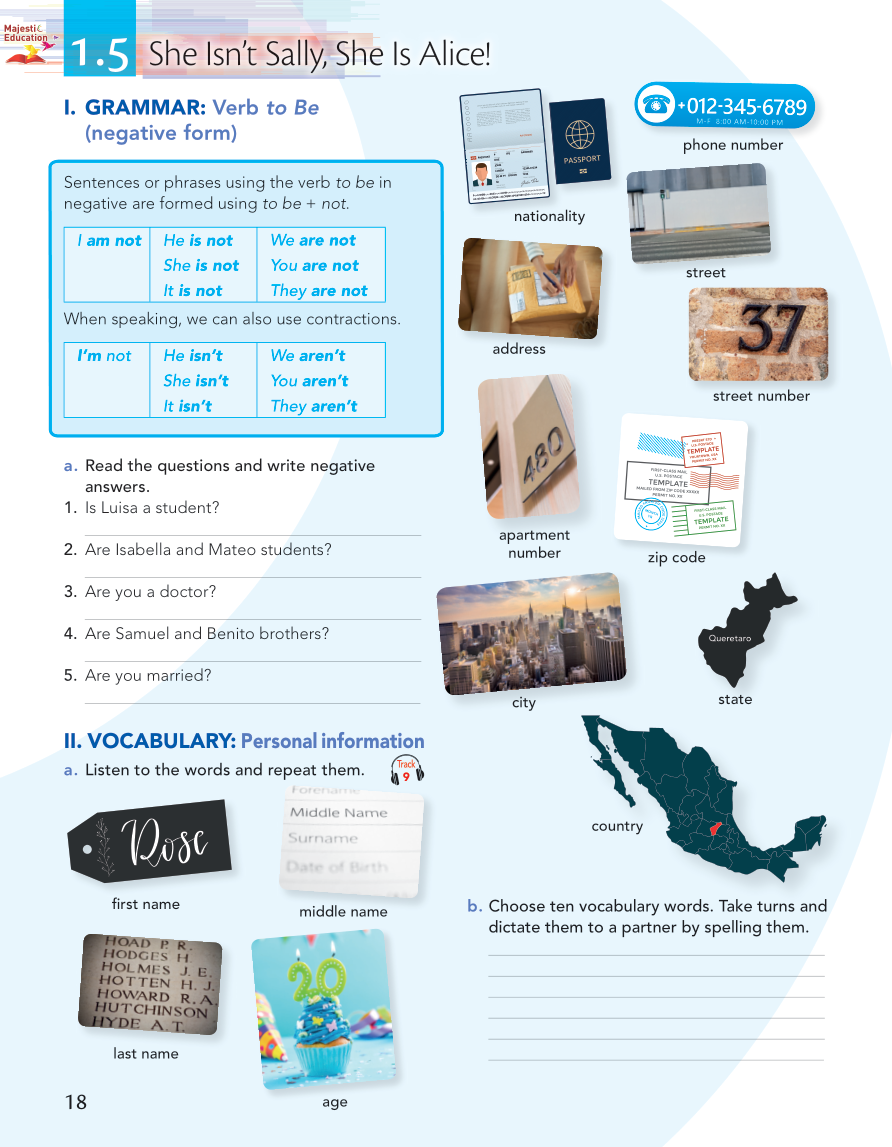 Majestic
Education
1.5 She Isn't Sally, She Is Alice!
I. GRAMMAR: Verb to Be
(negative form)
Sentences or phrases using the verb to be in
negative are formed using to be + not.
I am not
He is not
She is not
It is not
We are not
You are not
They are not
When speaking, we can also use contractions.
I'm not
He isn't
She isn't
It isn't
We aren't
You aren't
They aren't
a. Read the questions and write negative
answers.
1. Is Luisa a student?
2. Are Isabella and Mateo students?
3. Are you a doctor?
4. Are Samuel and Benito brothers?
5. Are you married?
II. VOCABULARY: Personal information
a. Listen to the words and repeat them.
Track
9
Rose
first name
Forename
Middle Name
Surname
Date of Birth
middle name
HOAD P. R.
HODGES H.
HOLMES J. E.
HOTTEN H. J.
HOWARD R. A.
HUTCHINSON
HYDE A. T.
last name
20
age
PASSPORT
nationality
+012-345-6789
M-F 8:00 AM-10:00 PM
phone number
street
address
37
street number
480
apartment
number
TEMPLATE
FIRST-CLASS MAIL
U.S. POSTAGE
TEMPLATE
MAILED FROM ZIP CODE XXXXX
PERMIT NO. XX
FIRST-CLASS MAIL
U.S. POSTAGE
TEMPLATE
PERMIT NO. XX
zip code
city
Queretaro
state
country
b. Choose ten vocabulary words. Take turns and
dictate them to a partner by spelling them.
18